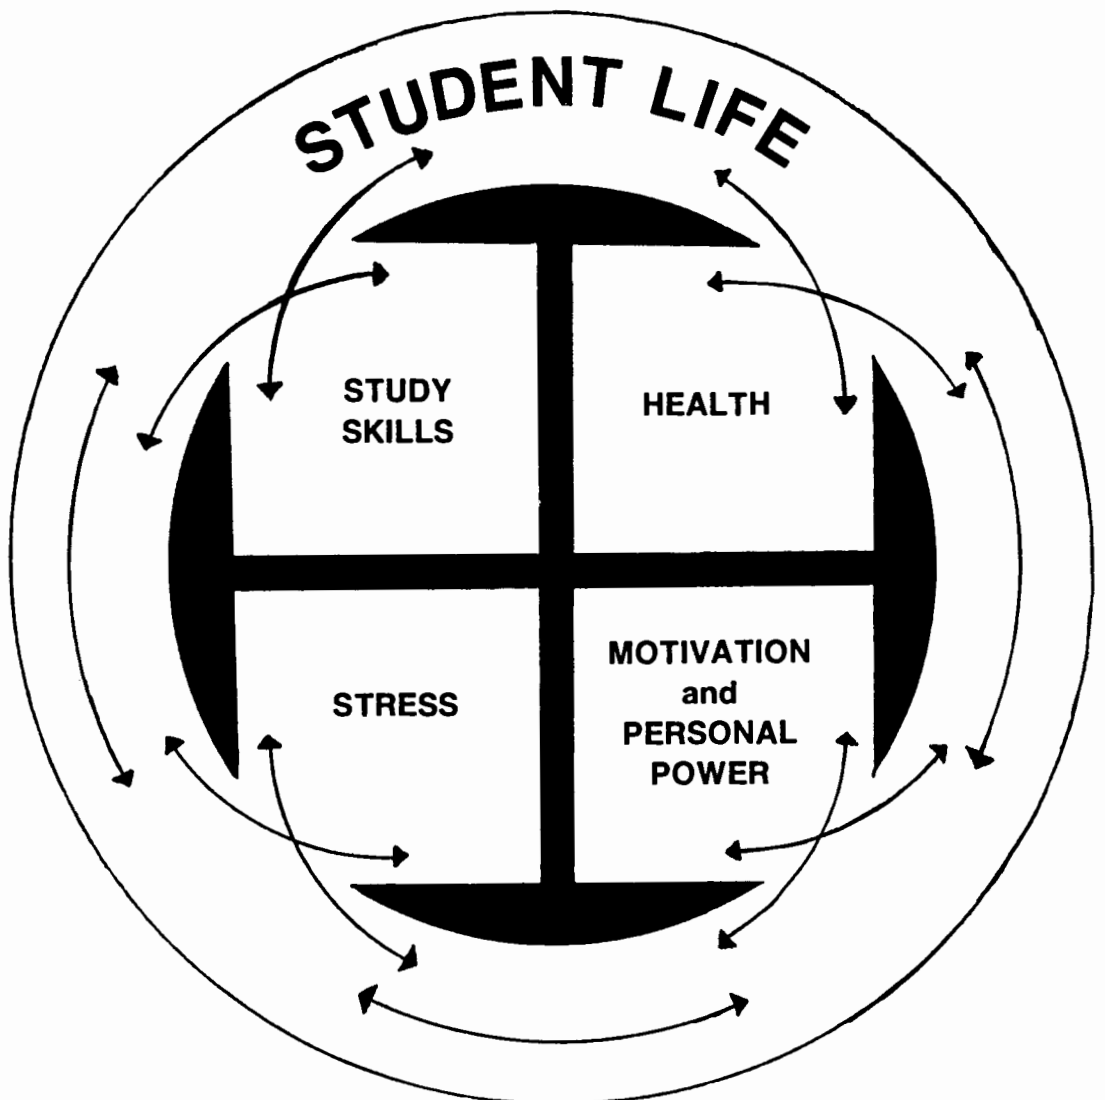 STUDENT LIFE
STUDY
SKILLS
HEALTH
STRESS
MOTIVATION
and
PERSONAL
POWER